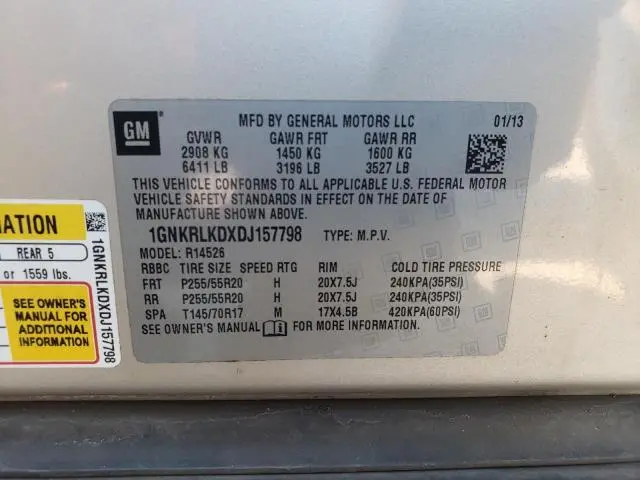 GM
MFD BY GENERAL MOTORS LLC 01/13
GVWR GAWR FRT GAWR RR
2908 KG 1450 KG 1600 KG
6411 LB 3196 LB 3527 LB
THIS VEHICLE CONFORMS TO ALL APPLICABLE U.S. FEDERAL MOTOR
VEHICLE SAFETY STANDARDS IN EFFECT ON THE DATE OF
MANUFACTURE SHOWN ABOVE.
1GNKRLKDXDJ157798 TYPE: M.P.V.
MODEL: R14526
RBBC TIRE SIZE SPEED RTG RIM COLD TIRE PRESSURE
FRT P255/55R20 H 20X7.5J 240KPA(35PSI)
RR P255/55R20 H 20X7.5J 240KPA(35PSI)
SPA T145/70R17 M 17X4.5B 420KPA(60PSI)
SEE OWNER'S MANUAL FOR MORE INFORMATION.
REAR 5
or 1559 lbs.
SEE OWNER'S
MANUAL FOR
ADDITIONAL
INFORMATION
1GNKRLKDXDJ157798